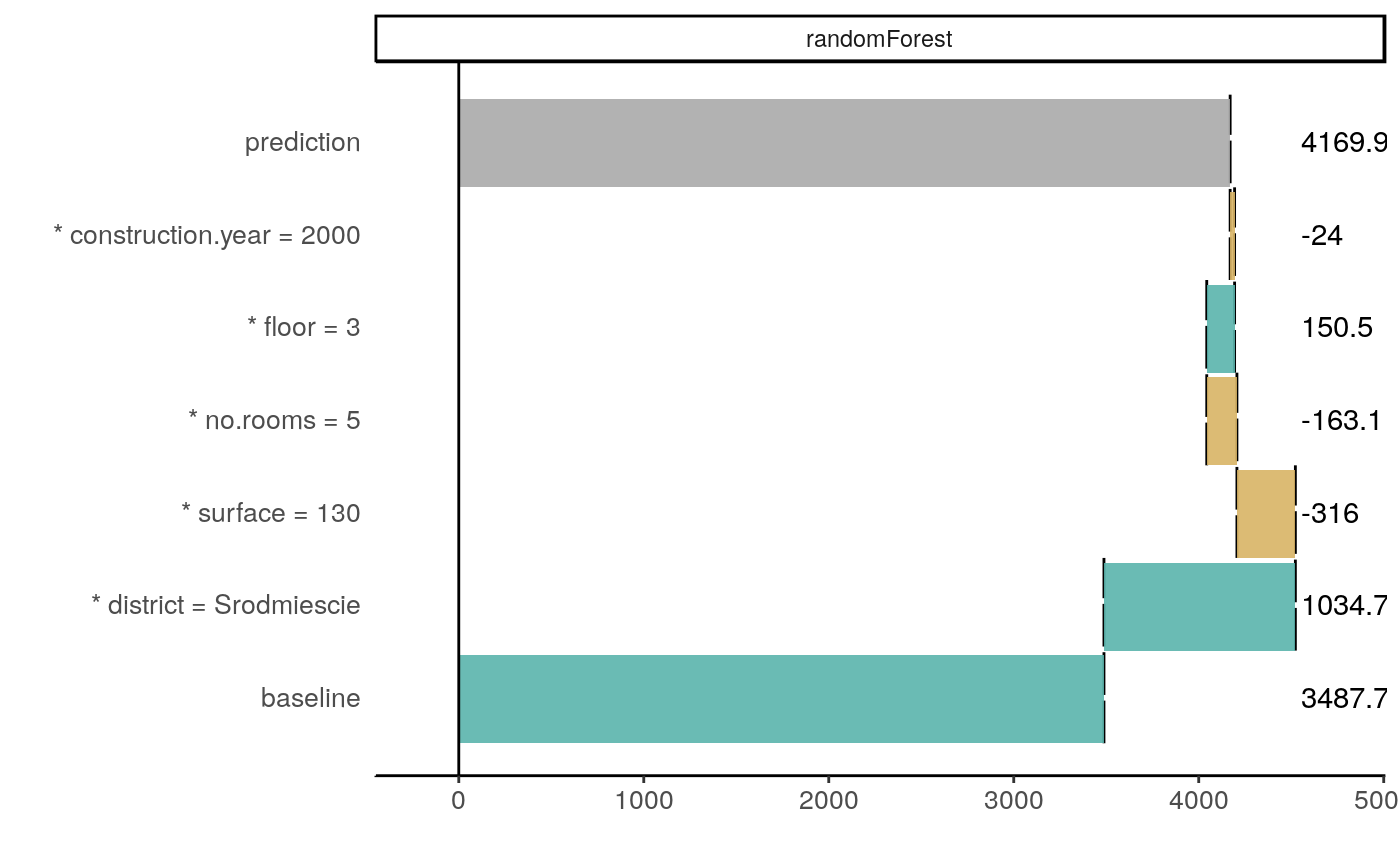 randomForest
prediction 4169.9
* construction.year = 2000 -24
* floor = 3 150.5
* no.rooms = 5 -163.1
* surface = 130 -316
* district = Srodmiescie 1034.7
baseline 3487.7
0 1000 2000 3000 4000 500